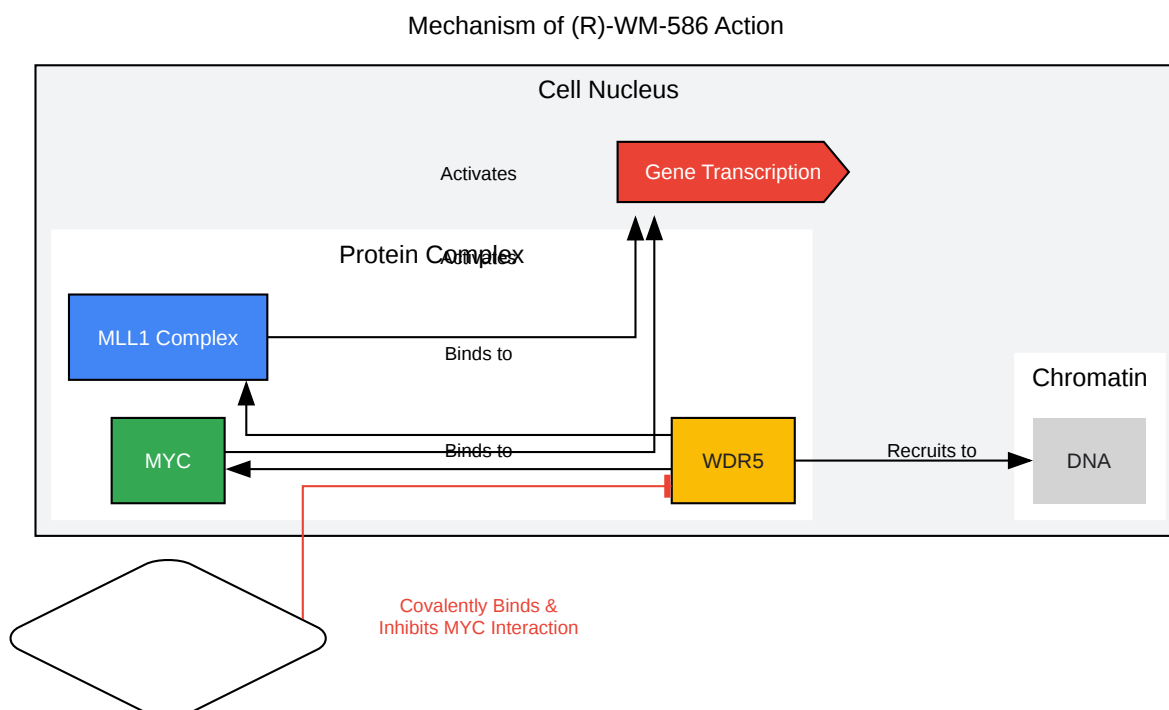 Mechanism of (R)-WM-586 Action
Cell Nucleus
Activates
Gene Transcription
Protein Complex
Activates
MLL1 Complex
Binds to
Chromatin
MYC
Binds to
WDR5
Recruits to
DNA
Covalently Binds &
Inhibits MYC Interaction